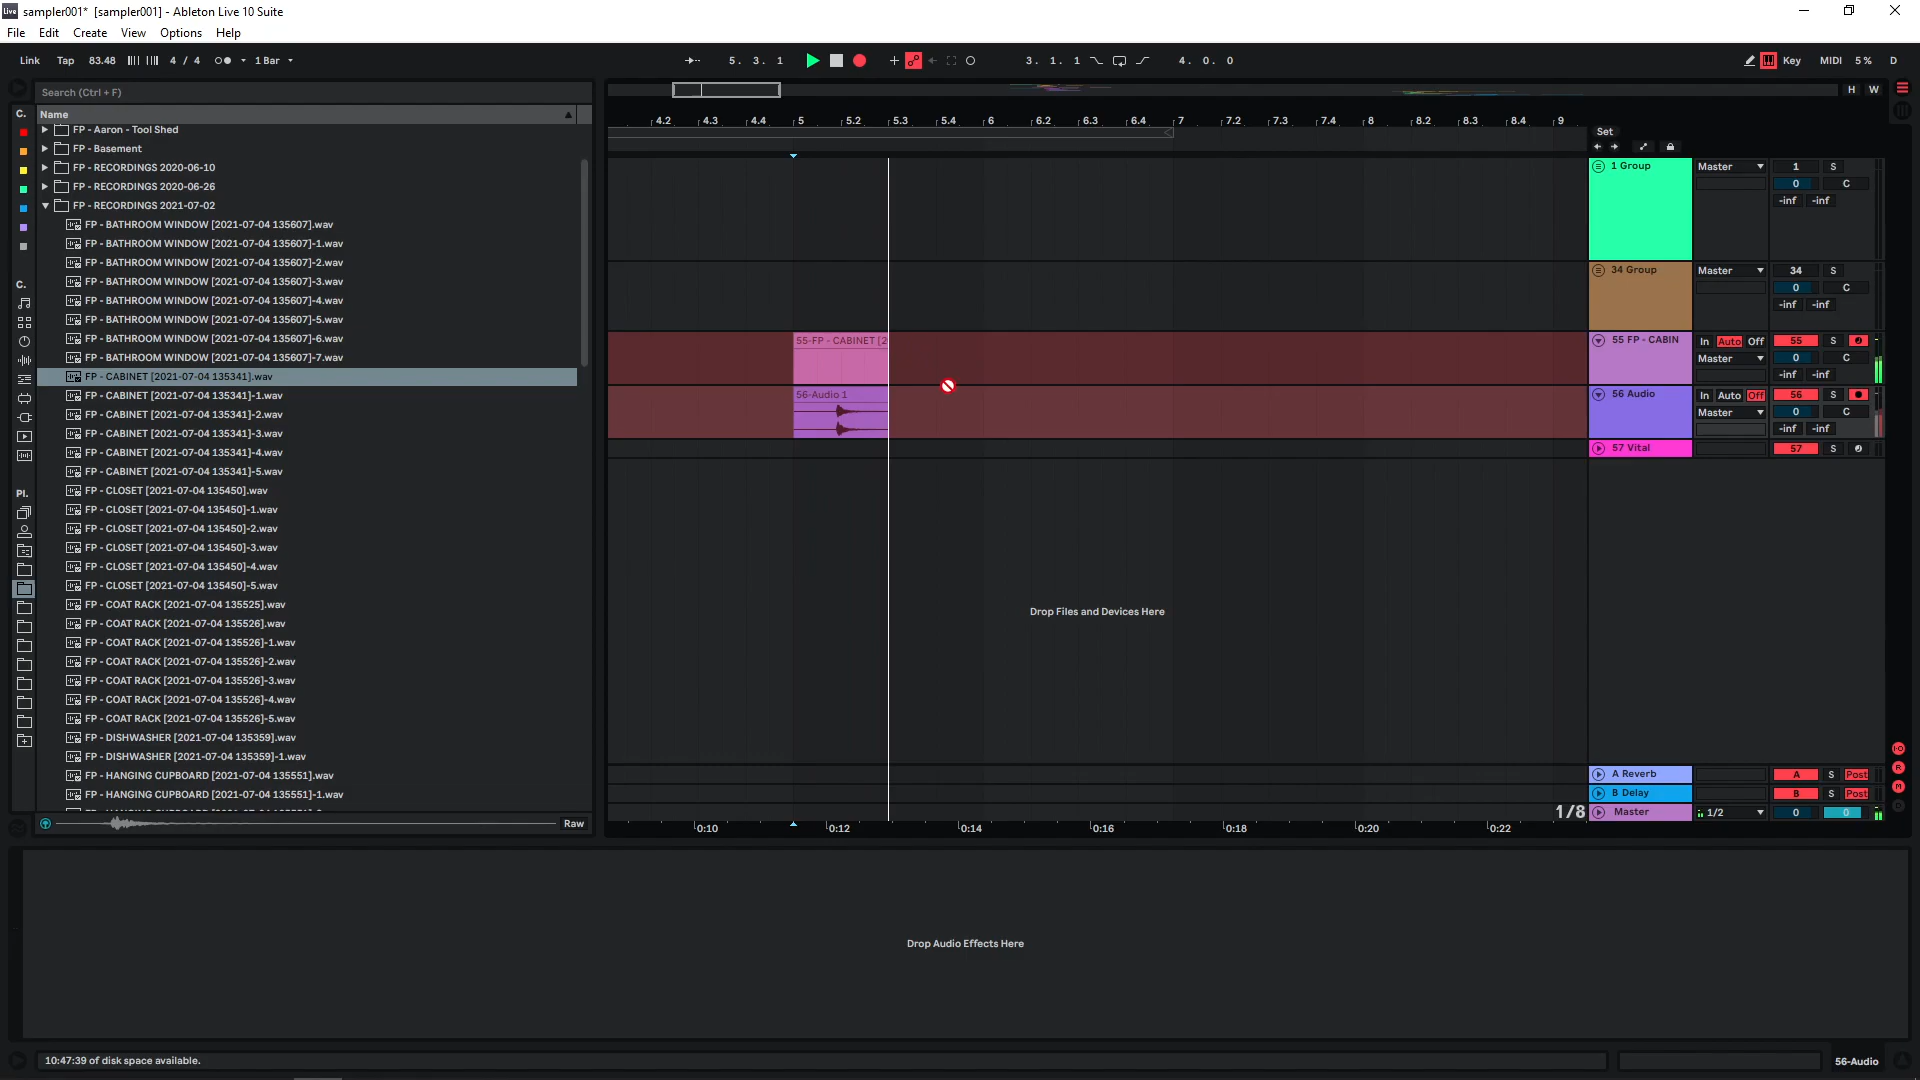 sampler001* [sampler001] - Ableton Live 10 Suite
File Edit Create View Options Help
Link Tap 83.48 4 / 4 1 Bar 5. 3. 1 3. 1. 1 4. 0. 0 Key MIDI 5 % D
Search (Ctrl + F)
H W
C. Name
4.2 4.3 4.4 5 5.2 5.3 5.4 6 6.2 6.3 6.4 7 7.2 7.3 7.4 8 8.2 8.3 8.4 9
Set
FP - Aaron - Tool Shed
FP - Basement
FP - RECORDINGS 2020-06-10
FP - RECORDINGS 2020-06-26
FP - RECORDINGS 2021-07-02
FP - BATHROOM WINDOW [2021-07-04 135607].wav
FP - BATHROOM WINDOW [2021-07-04 135607]-1.wav
FP - BATHROOM WINDOW [2021-07-04 135607]-2.wav
FP - BATHROOM WINDOW [2021-07-04 135607]-3.wav
FP - BATHROOM WINDOW [2021-07-04 135607]-4.wav
FP - BATHROOM WINDOW [2021-07-04 135607]-5.wav
FP - BATHROOM WINDOW [2021-07-04 135607]-6.wav
FP - BATHROOM WINDOW [2021-07-04 135607]-7.wav
FP - CABINET [2021-07-04 135341].wav
FP - CABINET [2021-07-04 135341]-1.wav
FP - CABINET [2021-07-04 135341]-2.wav
FP - CABINET [2021-07-04 135341]-3.wav
FP - CABINET [2021-07-04 135341]-4.wav
FP - CABINET [2021-07-04 135341]-5.wav
FP - CLOSET [2021-07-04 135450].wav
FP - CLOSET [2021-07-04 135450]-1.wav
FP - CLOSET [2021-07-04 135450]-2.wav
FP - CLOSET [2021-07-04 135450]-3.wav
FP - CLOSET [2021-07-04 135450]-4.wav
FP - CLOSET [2021-07-04 135450]-5.wav
FP - COAT RACK [2021-07-04 135525].wav
FP - COAT RACK [2021-07-04 135526].wav
FP - COAT RACK [2021-07-04 135526]-1.wav
FP - COAT RACK [2021-07-04 135526]-2.wav
FP - COAT RACK [2021-07-04 135526]-3.wav
FP - COAT RACK [2021-07-04 135526]-4.wav
FP - COAT RACK [2021-07-04 135526]-5.wav
FP - DISHWASHER [2021-07-04 135359].wav
FP - DISHWASHER [2021-07-04 135359]-1.wav
FP - HANGING CUPBOARD [2021-07-04 135551].wav
FP - HANGING CUPBOARD [2021-07-04 135551]-1.wav
C.
Pl.
Raw
55-FP - CABINET [2
56-Audio 1
Drop Files and Devices Here
1 Group Master 1 S
0 C
-inf -inf
34 Group Master 34 S
0 C
-inf -inf
55 FP - CABIN In Auto Off 55 S
Master 0 C
-inf -inf
56 Audio In Auto Off 56 S
Master 0 C
-inf -inf
57 Vital 57 S
A Reverb A S Post
B Delay B S Post
1/8 Master 1/2 0 0
0:10 0:12 0:14 0:16 0:18 0:20 0:22
Drop Audio Effects Here
10:47:39 of disk space available.
56-Audio